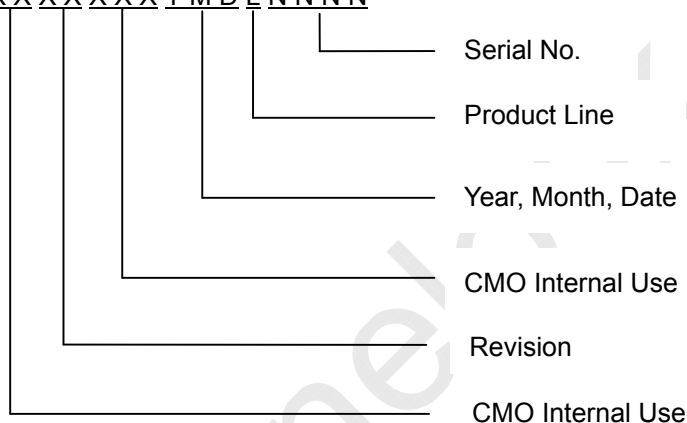 X X X X X X X Y M D L N N N N
Serial No.
Product Line
Year, Month, Date
CMO Internal Use
Revision
CMO Internal Use